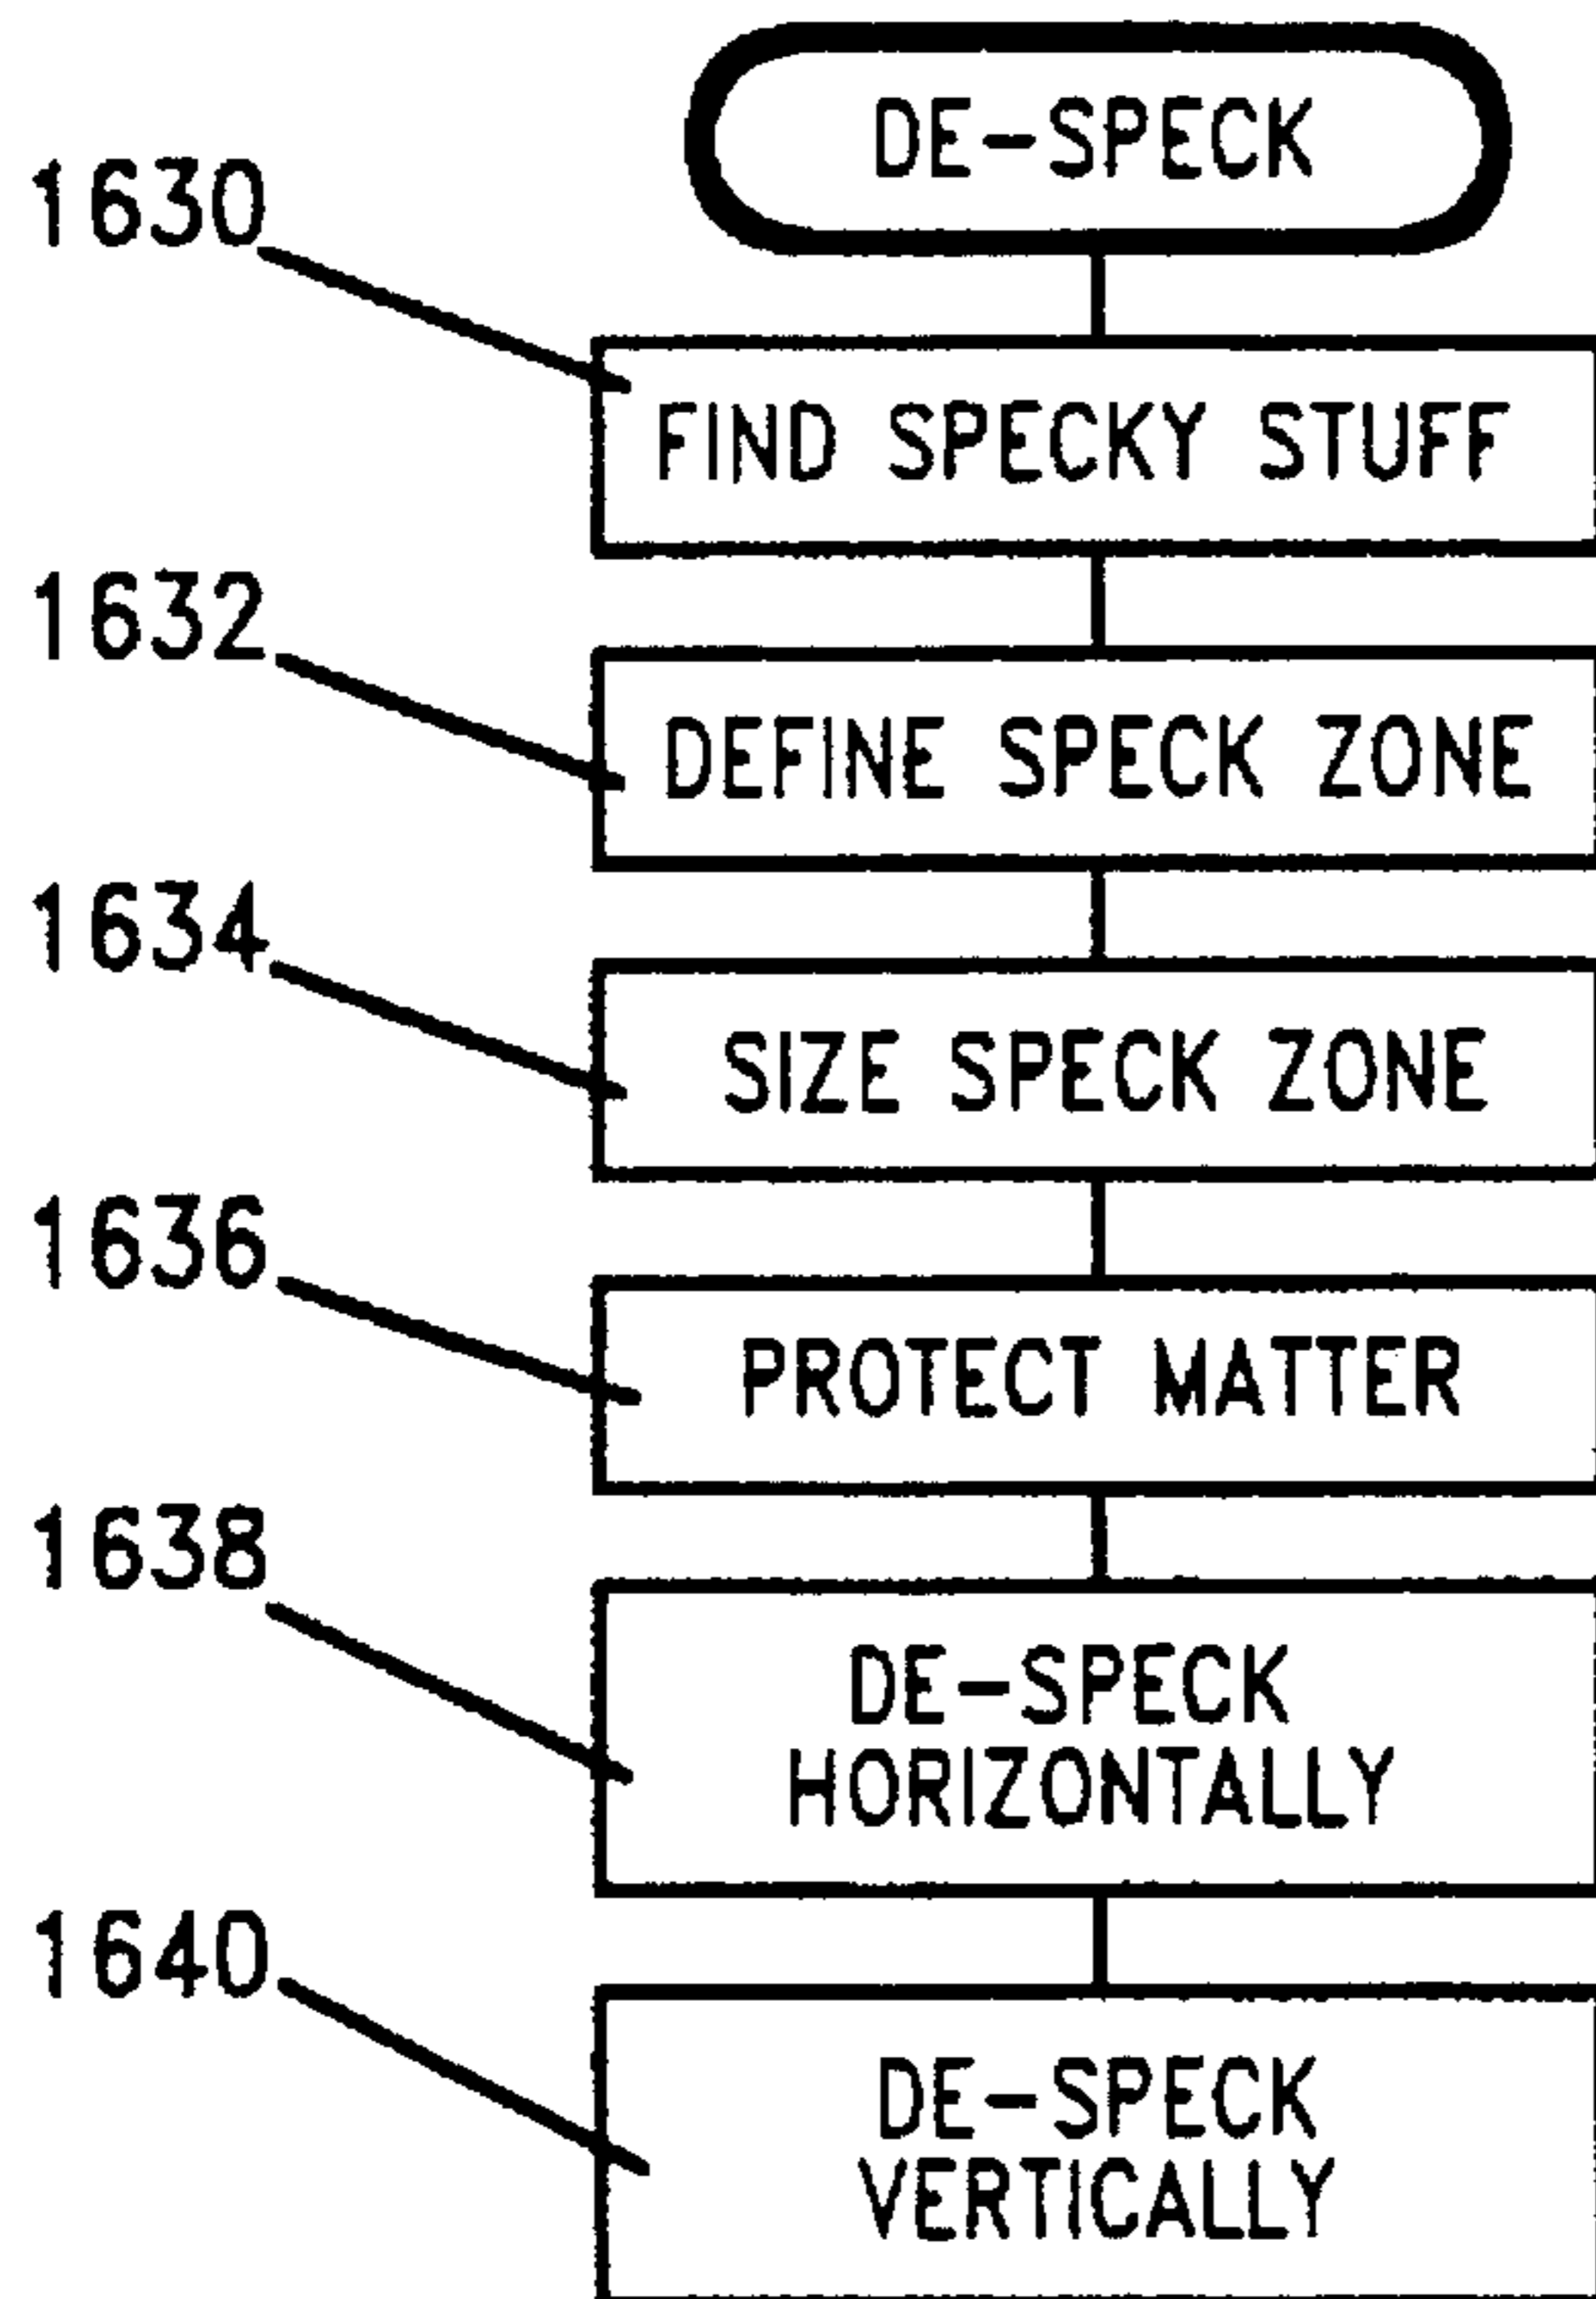 DE-SPECK
1630
FIND SPECKY STUFF
1632
DEFINE SPECK ZONE
1634
SIZE SPECK ZONE
1636
PROTECT MATTER
1638
DE-SPECK
HORIZONTALLY
1640
DE-SPECK
VERTICALLY